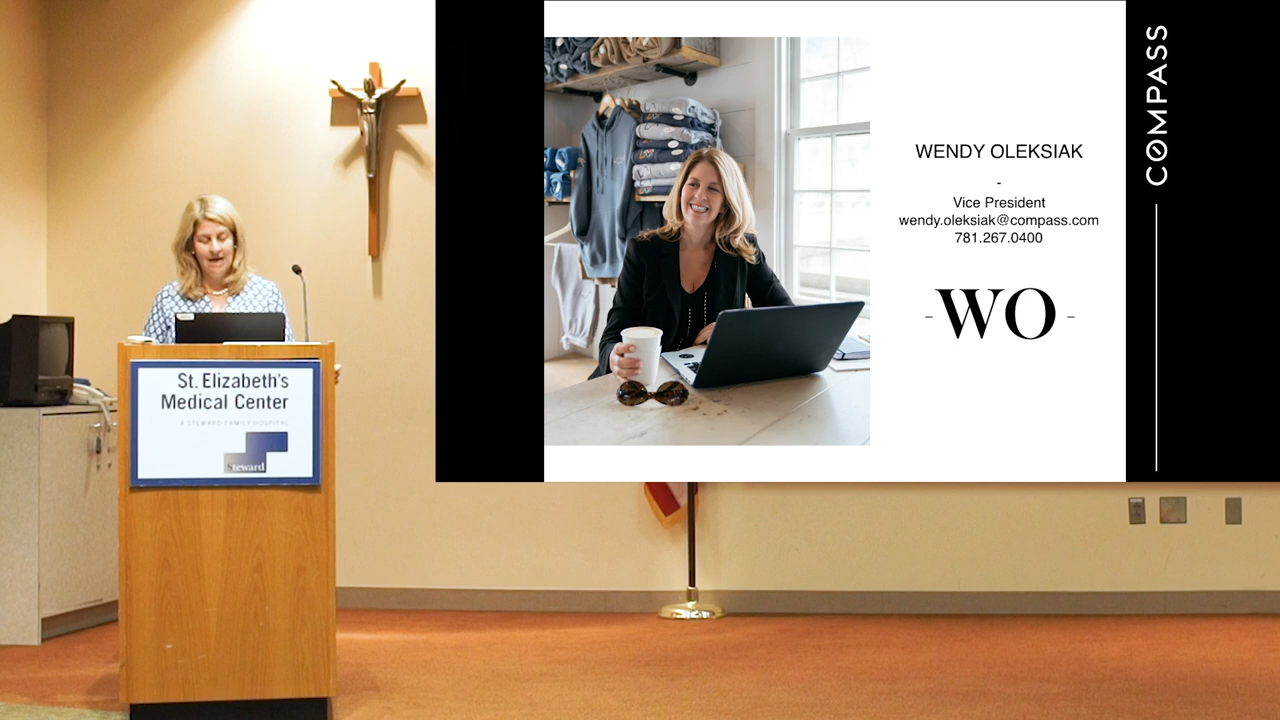 St. Elizabeth's
Medical Center
A STEWARD FAMILY HOSPITAL
Steward
WENDY OLEKSIAK
-
Vice President
wendy.oleksiak@compass.com
781.267.0400
- WO -
COMPASS